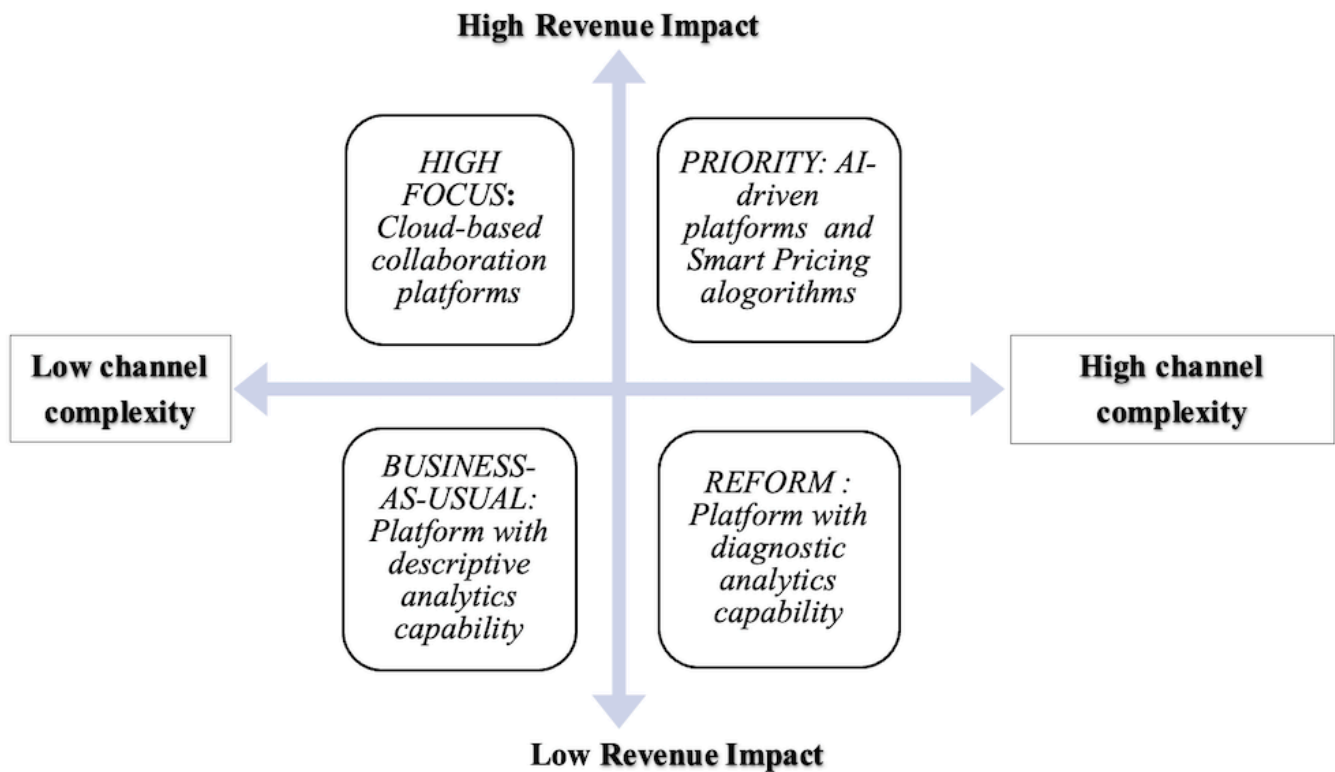 High Revenue Impact
HIGH
FOCUS:
Cloud-based
collaboration
platforms
PRIORITY: AI-
driven
platforms and
Smart Pricing
alogorithms
Low channel
complexity
High channel
complexity
BUSINESS-
AS-USUAL:
Platform with
descriptive
analytics
capability
REFORM :
Platform with
diagnostic
analytics
capability
Low Revenue Impact